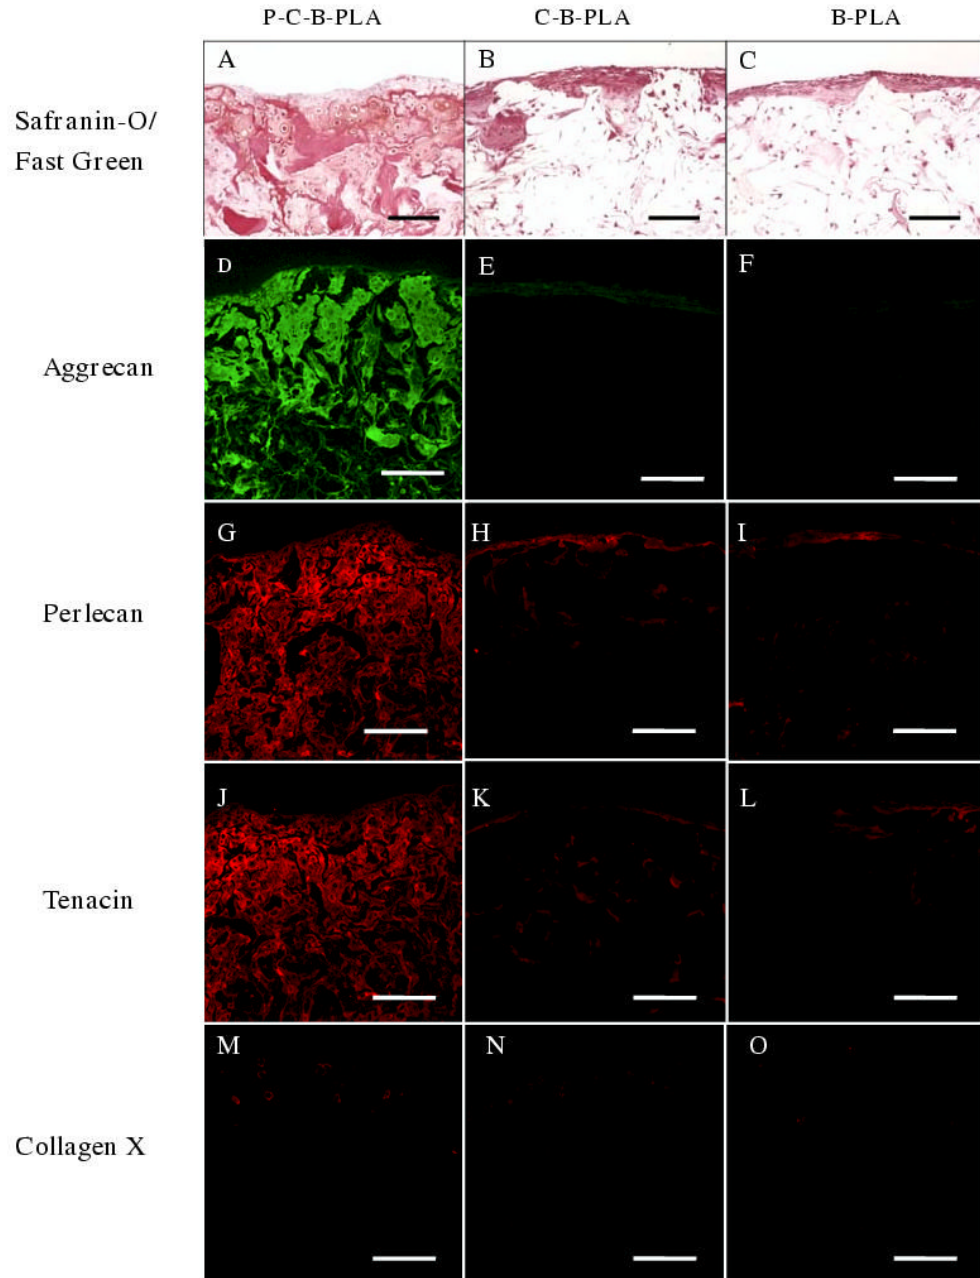 P-C-B-PLA C-B-PLA B-PLA
A B C
Safranin-O/
Fast Green
D E F
Aggrecan
G H I
Perlecan
J K L
Tenacin
M N O
Collagen X